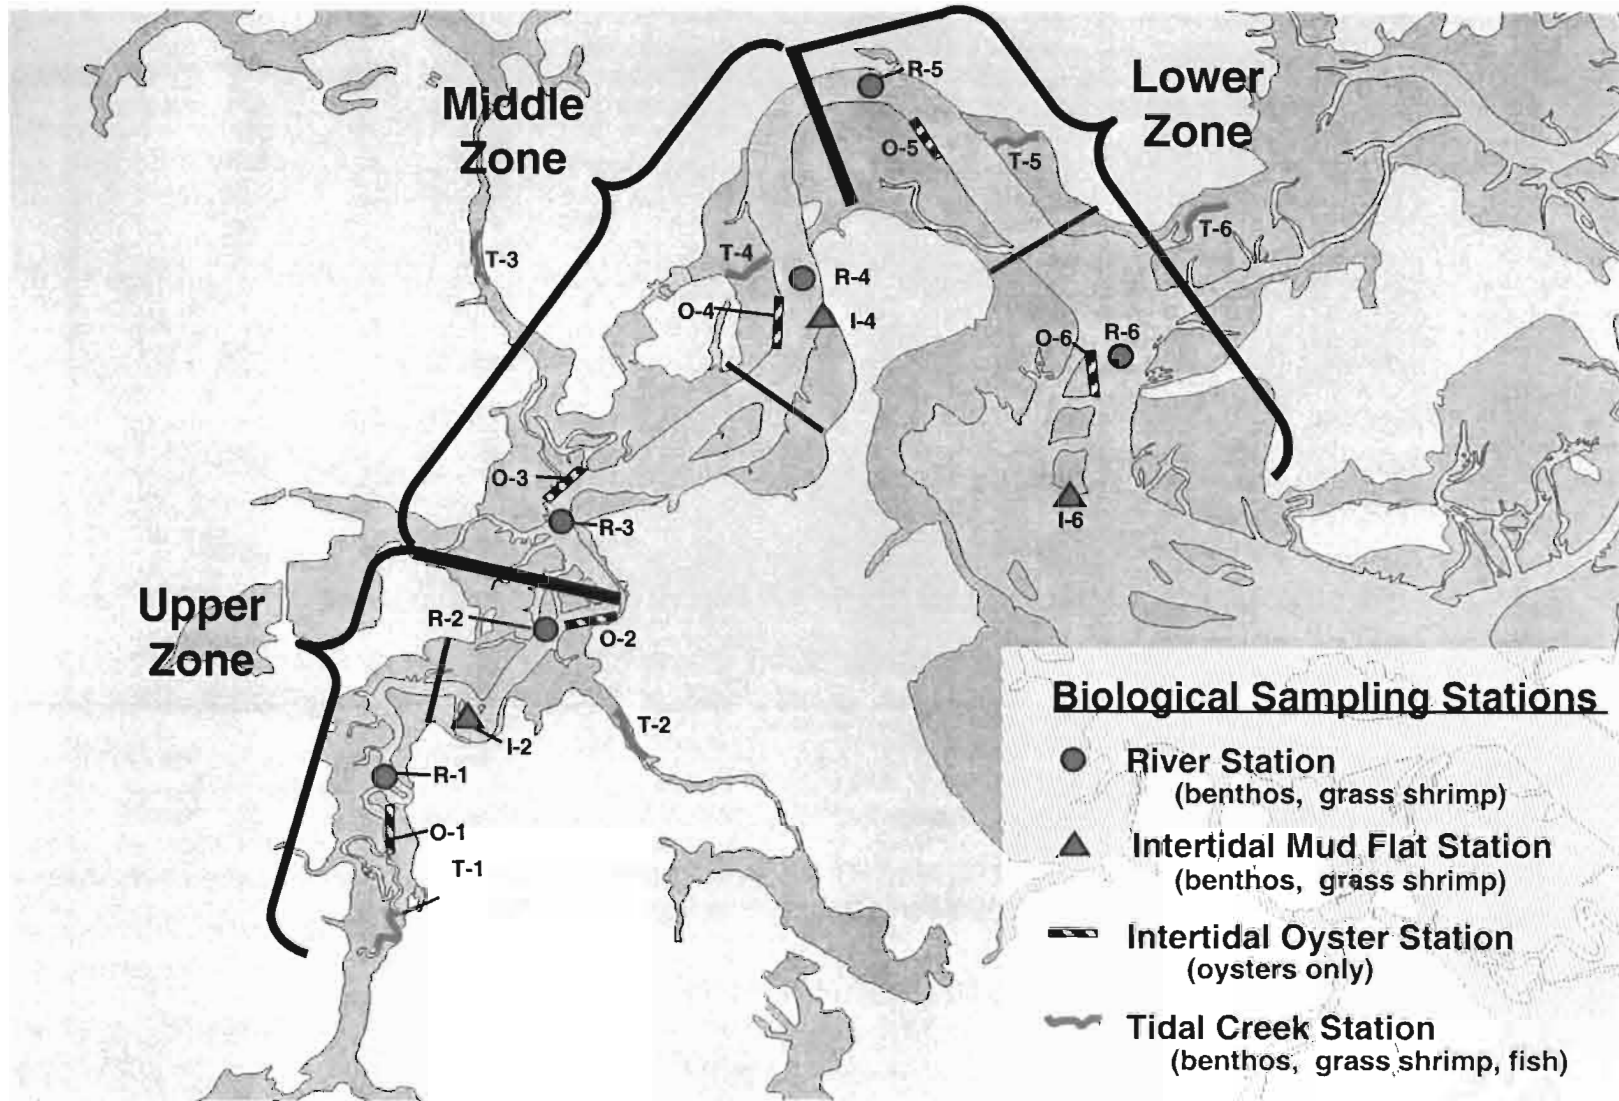 Middle
Zone
Lower
Zone
R-5
O-5
T-5
T-6
T-3
T-4
R-4
O-4
I-4
O-6
R-6
O-3
R-3
I-6
Upper
Zone
R-2
O-2
T-2
I-2
R-1
O-1
T-1
Biological Sampling Stations
River Station
(benthos, grass shrimp)
Intertidal Mud Flat Station
(benthos, grass shrimp)
Intertidal Oyster Station
(oysters only)
Tidal Creek Station
(benthos, grass shrimp, fish)